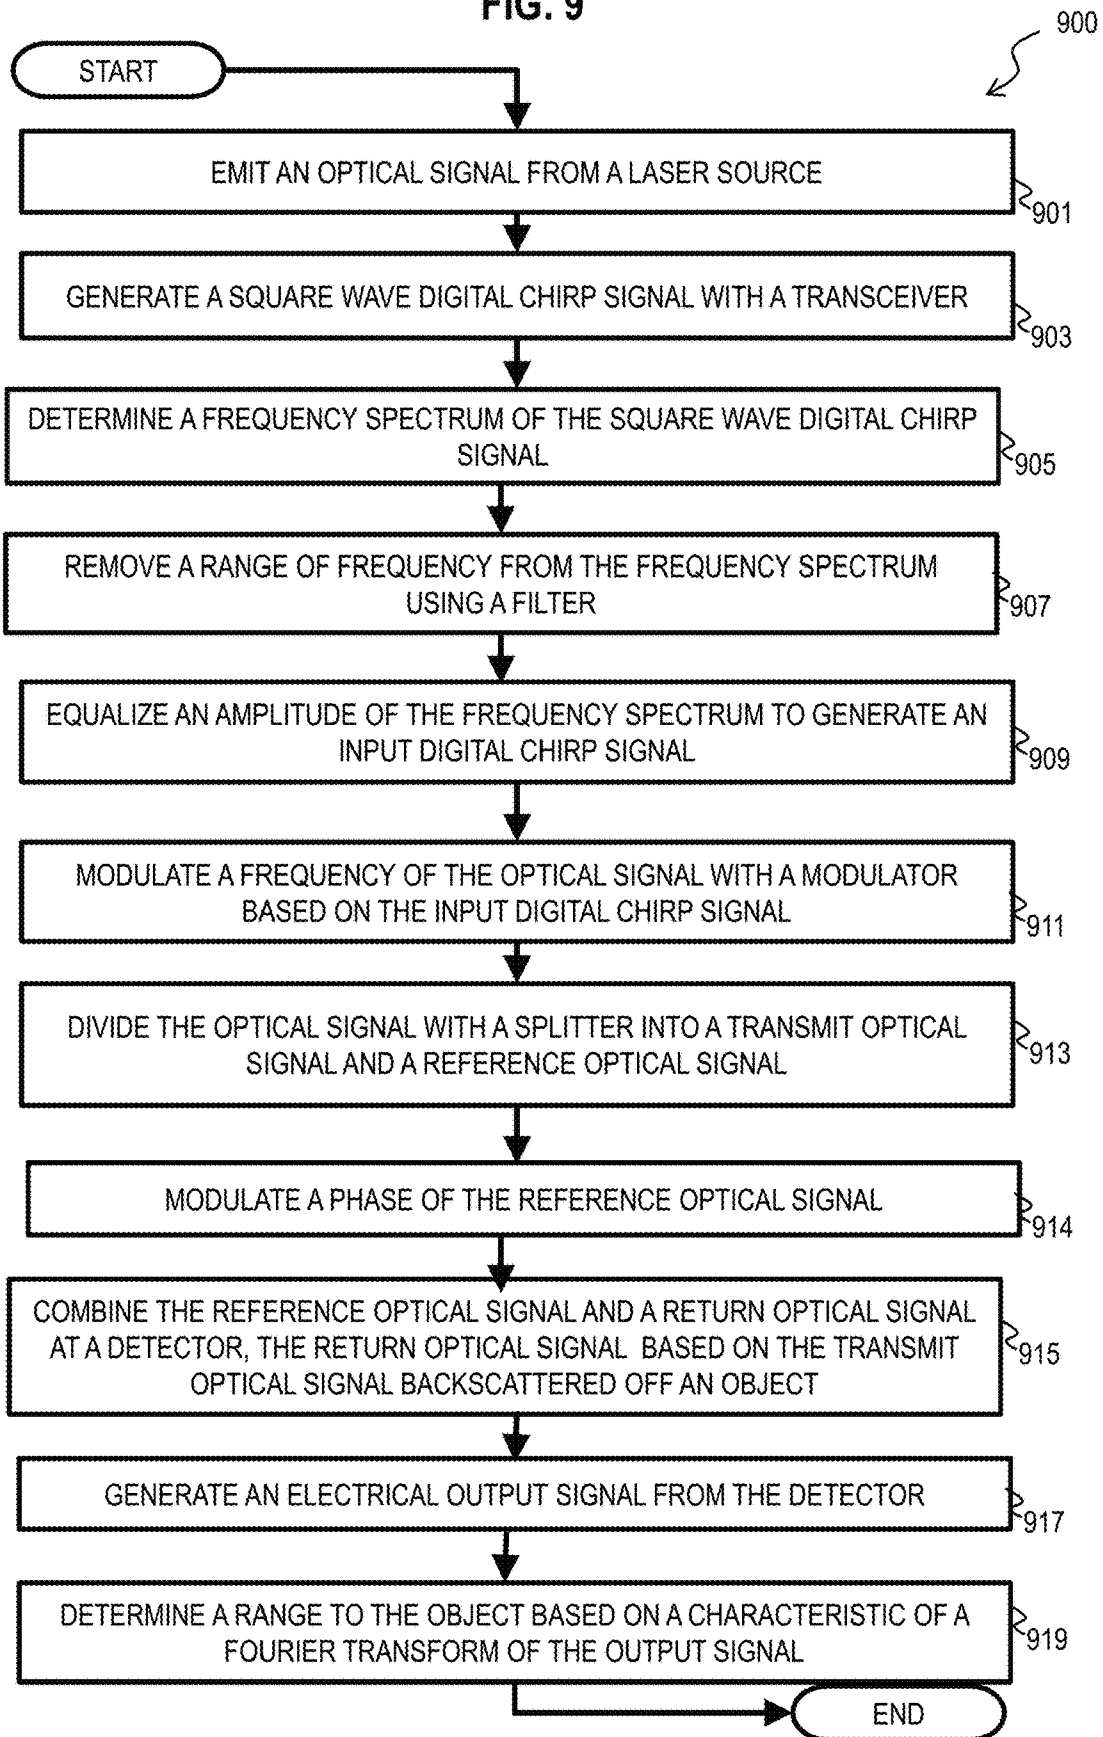 FIG. 9
900
START
EMIT AN OPTICAL SIGNAL FROM A LASER SOURCE
901
GENERATE A SQUARE WAVE DIGITAL CHIRP SIGNAL WITH A TRANSCEIVER
903
DETERMINE A FREQUENCY SPECTRUM OF THE SQUARE WAVE DIGITAL CHIRP
SIGNAL
905
REMOVE A RANGE OF FREQUENCY FROM THE FREQUENCY SPECTRUM
USING A FILTER
907
EQUALIZE AN AMPLITUDE OF THE FREQUENCY SPECTRUM TO GENERATE AN
INPUT DIGITAL CHIRP SIGNAL
909
MODULATE A FREQUENCY OF THE OPTICAL SIGNAL WITH A MODULATOR
BASED ON THE INPUT DIGITAL CHIRP SIGNAL
911
DIVIDE THE OPTICAL SIGNAL WITH A SPLITTER INTO A TRANSMIT OPTICAL
SIGNAL AND A REFERENCE OPTICAL SIGNAL
913
MODULATE A PHASE OF THE REFERENCE OPTICAL SIGNAL
914
COMBINE THE REFERENCE OPTICAL SIGNAL AND A RETURN OPTICAL SIGNAL
AT A DETECTOR, THE RETURN OPTICAL SIGNAL BASED ON THE TRANSMIT
OPTICAL SIGNAL BACKSCATTERED OFF AN OBJECT
915
GENERATE AN ELECTRICAL OUTPUT SIGNAL FROM THE DETECTOR
917
DETERMINE A RANGE TO THE OBJECT BASED ON A CHARACTERISTIC OF A
FOURIER TRANSFORM OF THE OUTPUT SIGNAL
919
END